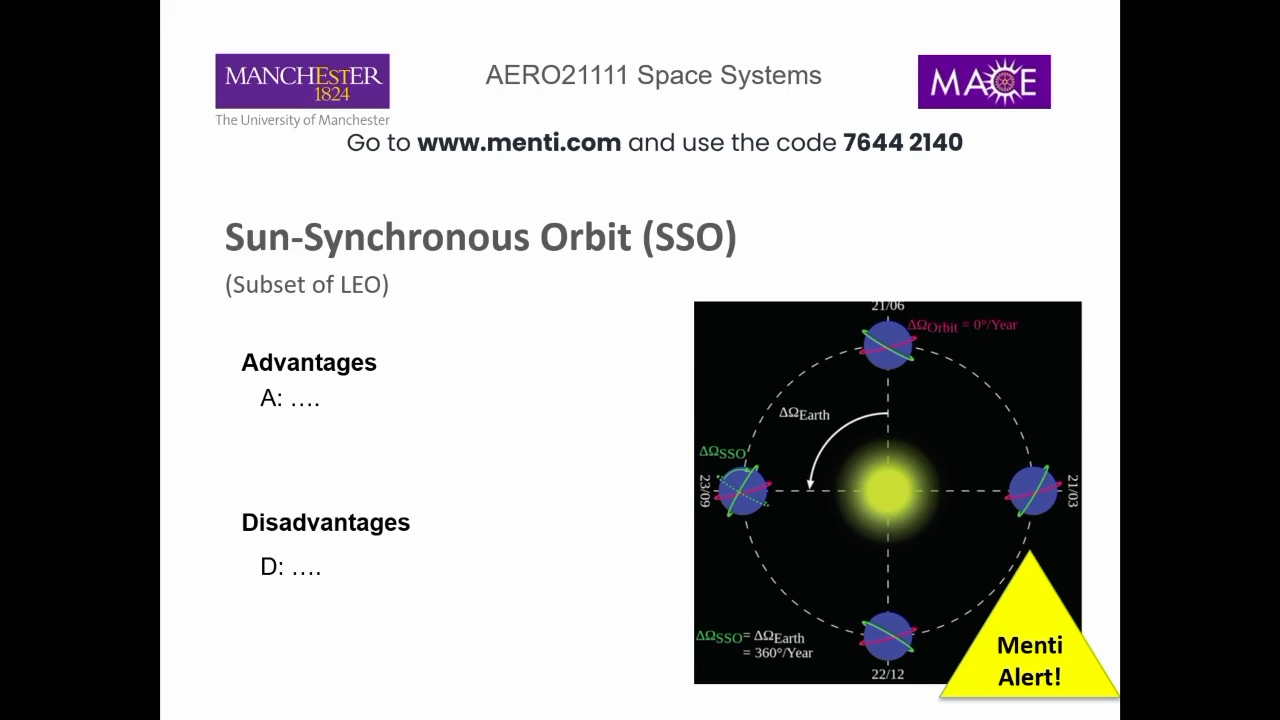 MANCHESTER
1824
The University of Manchester
AERO21111 Space Systems
MACE
Go to www.menti.com and use the code 7644 2140
Sun-Synchronous Orbit (SSO)
(Subset of LEO)
Advantages
A: ….
Disadvantages
D: ….
21/06
ΔΩOrbit = 0°/Year
ΔΩEarth
ΔΩSSO
23/09
21/03
ΔΩSSO= ΔΩEarth
= 360°/Year
22/12
Menti
Alert!